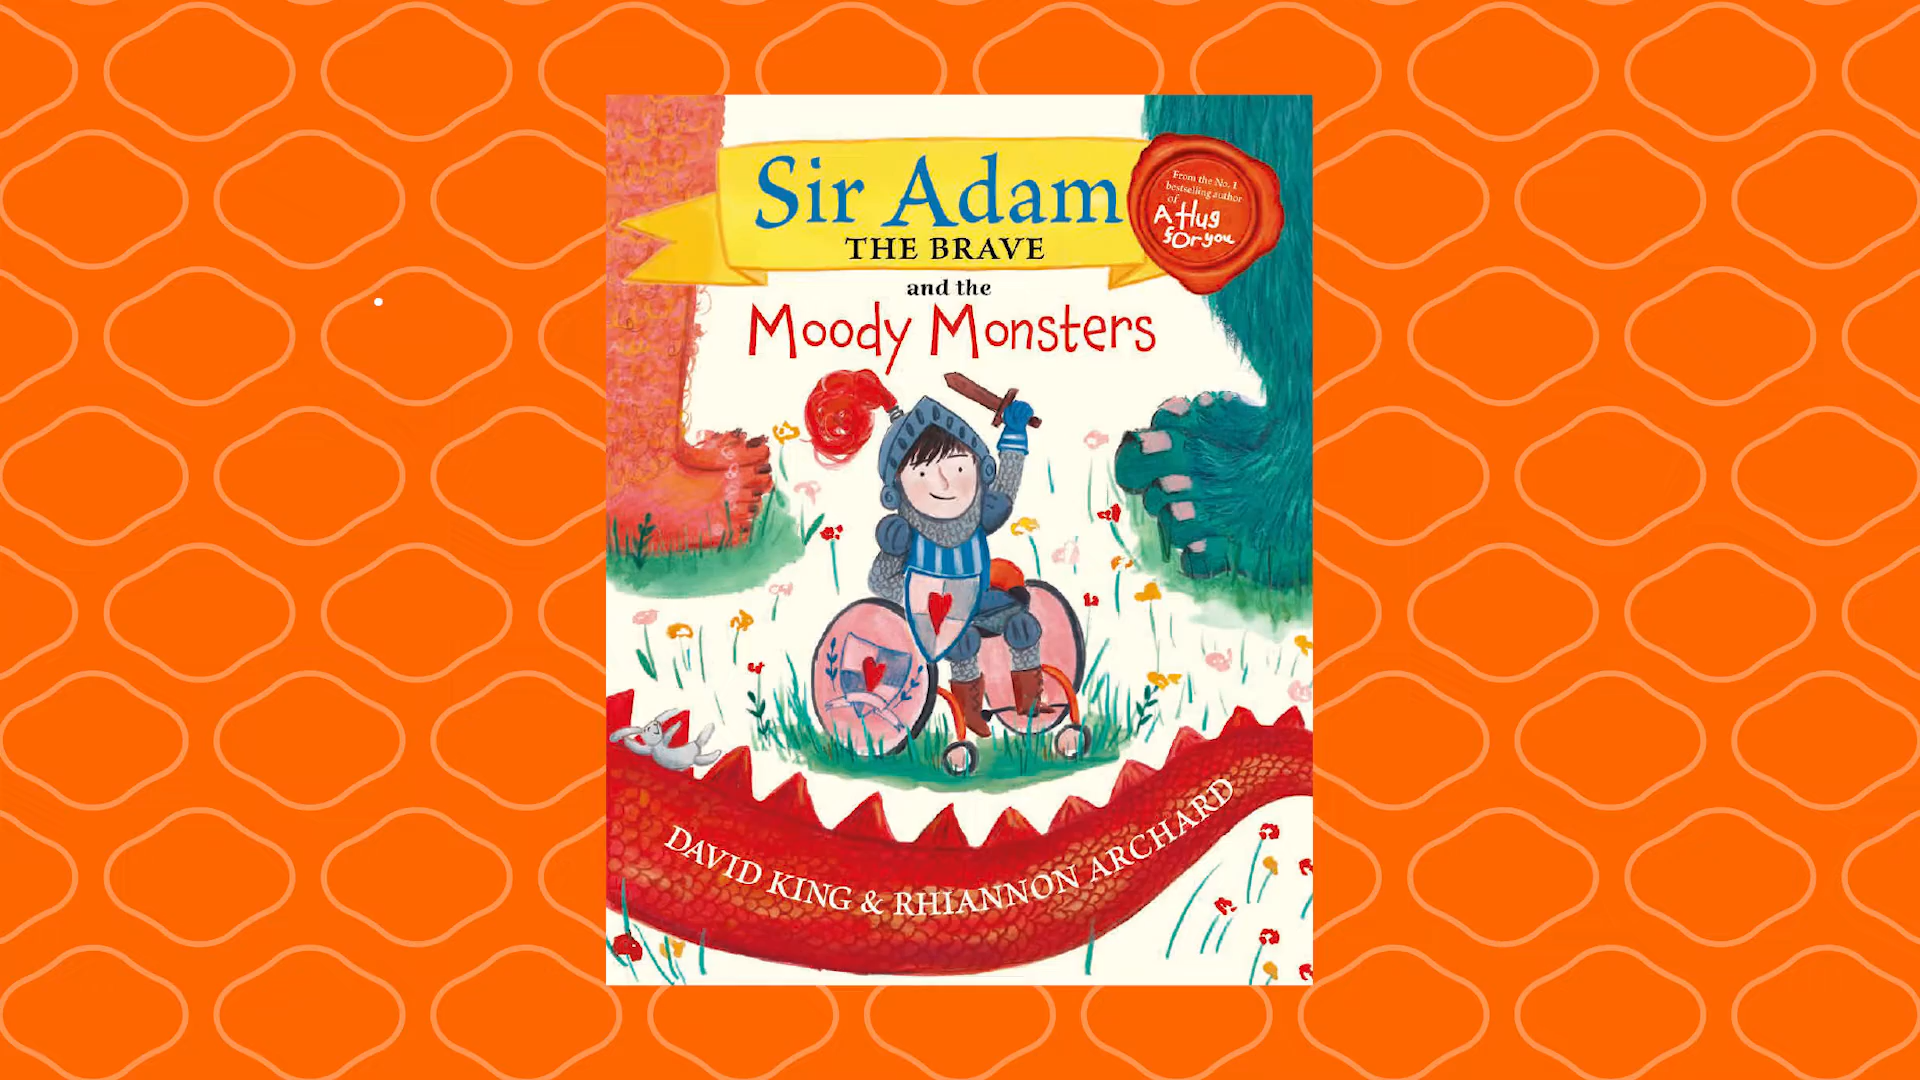 Sir Adam
THE BRAVE
and the
Moody Monsters
From the No. 1
bestselling author
of
A Hug
for you
DAVID KING & RHIANNON ARCHARD